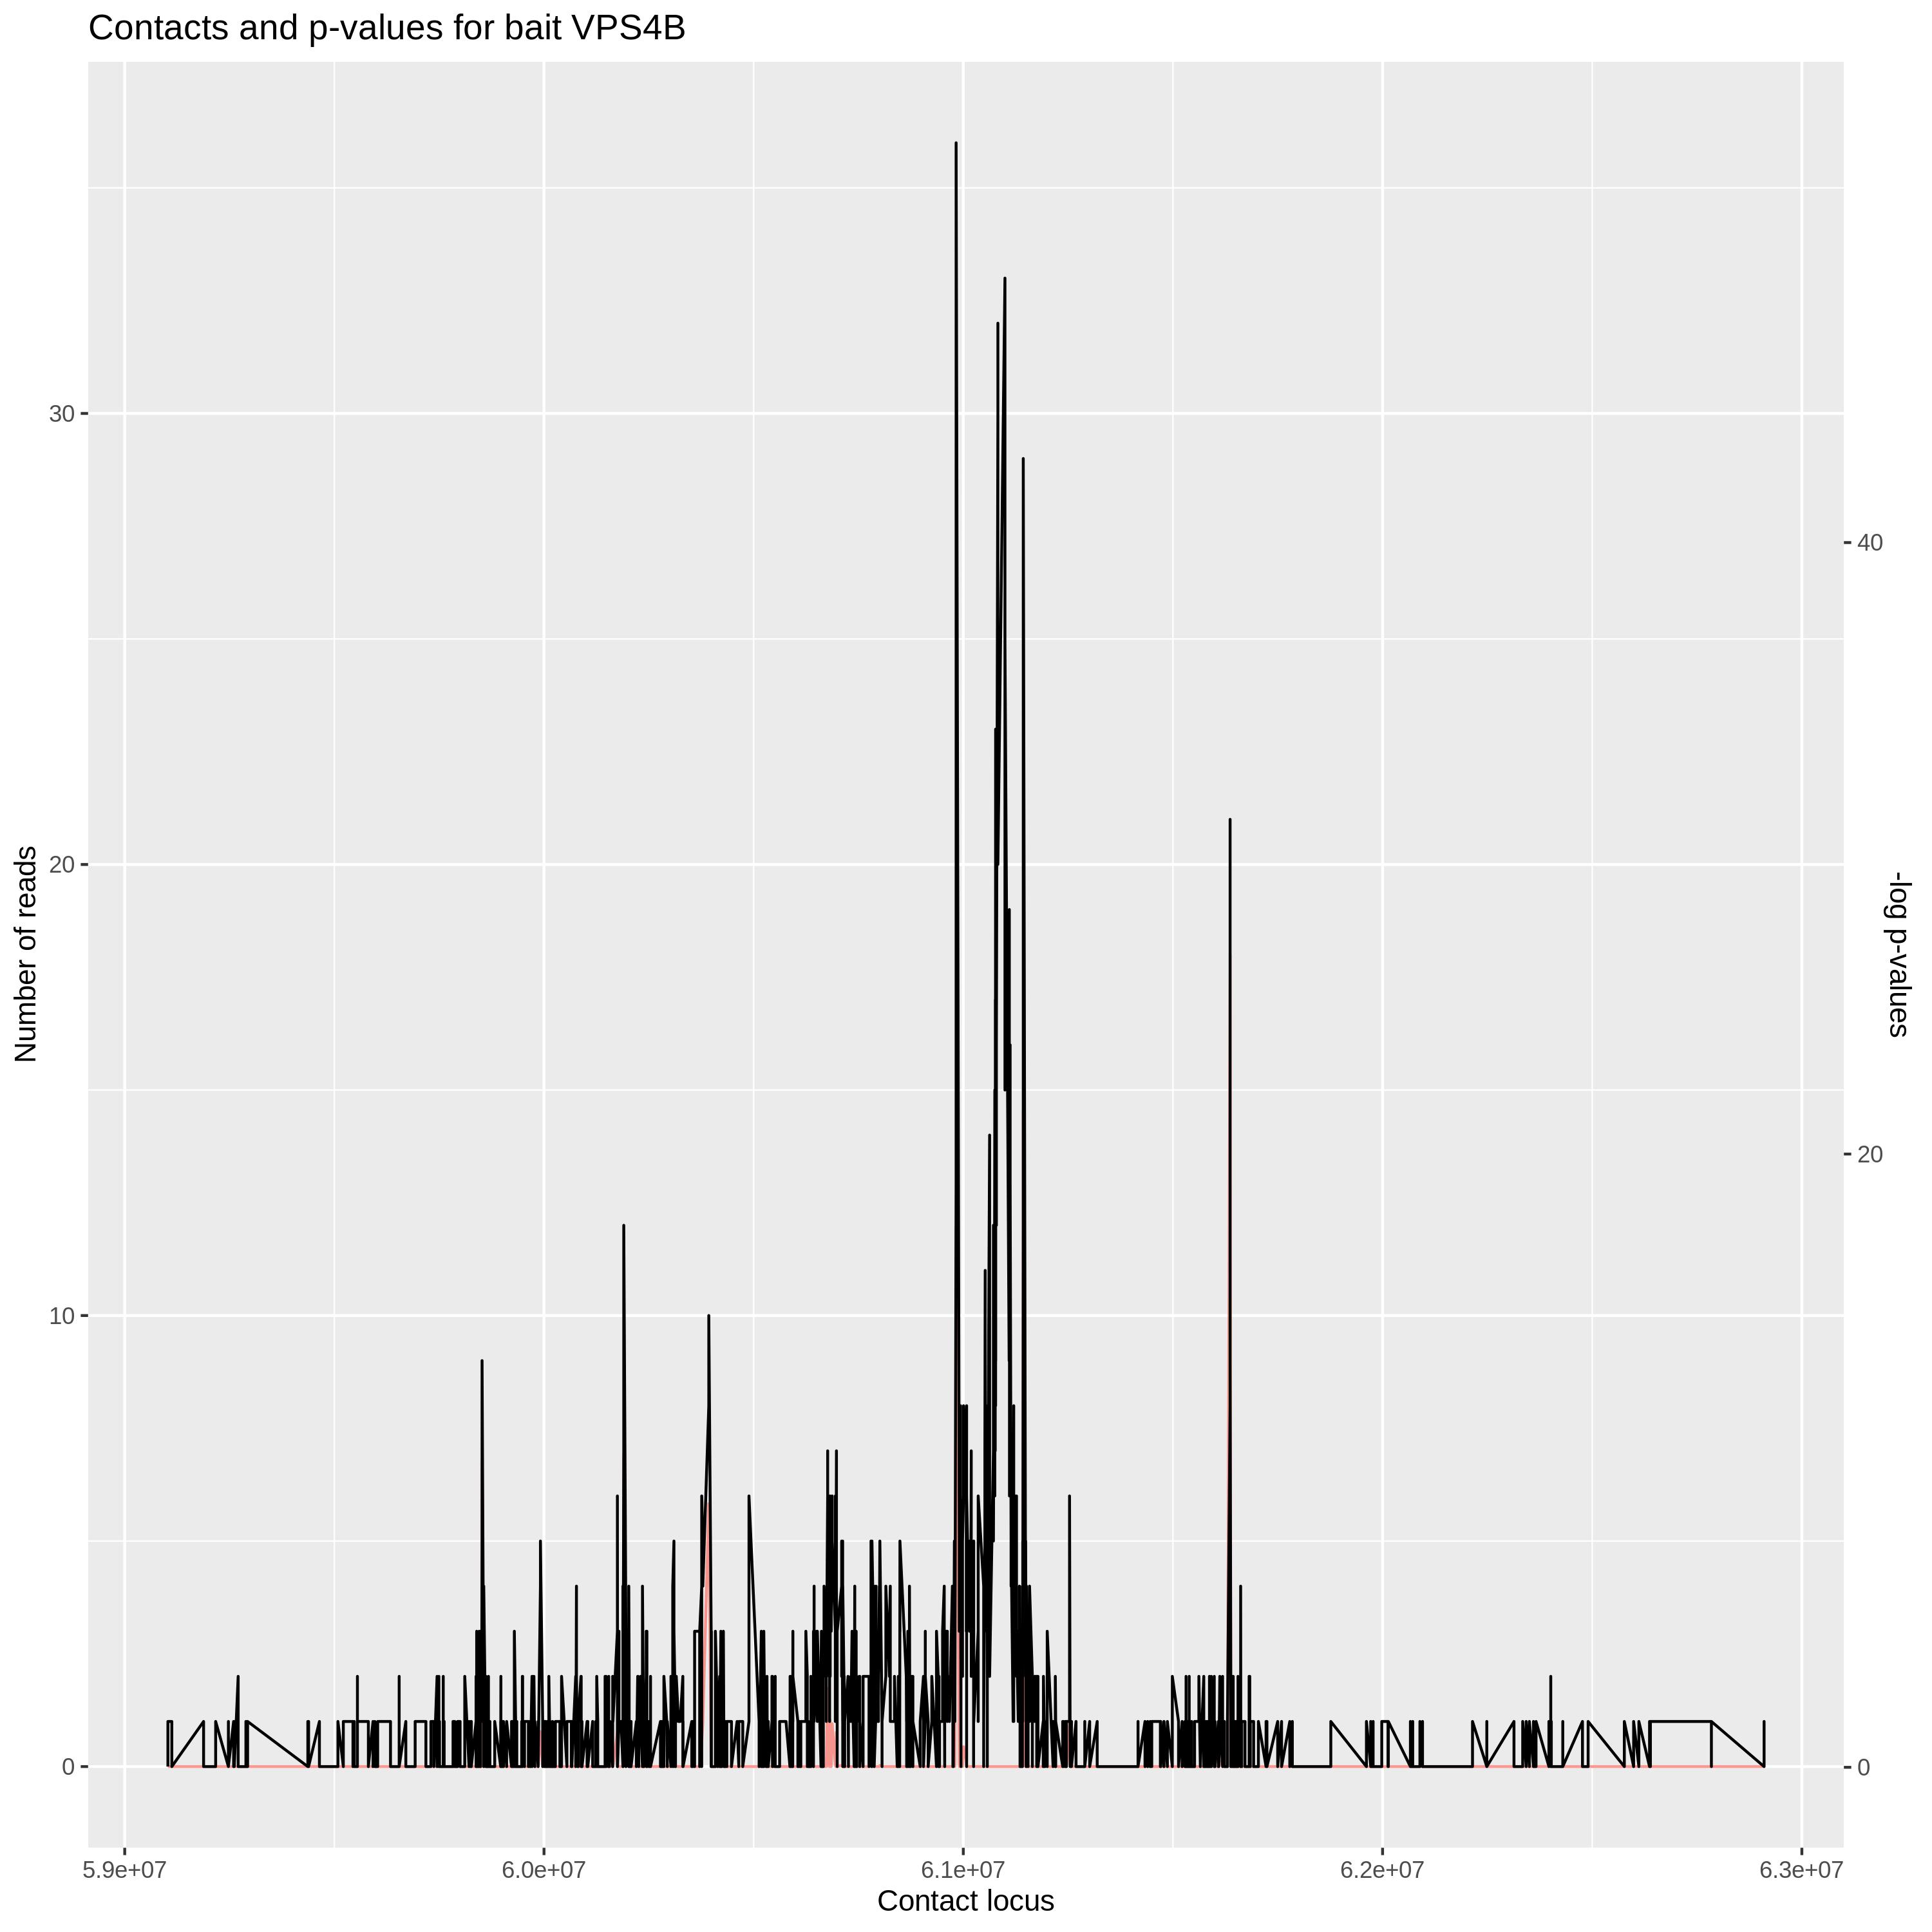 Contacts and p-values for bait VPS4B
Number of reads
30
20
10
0
40
20
0
-log p-values
5.9e+07
6.0e+07
6.1e+07
6.2e+07
6.3e+07
Contact locus